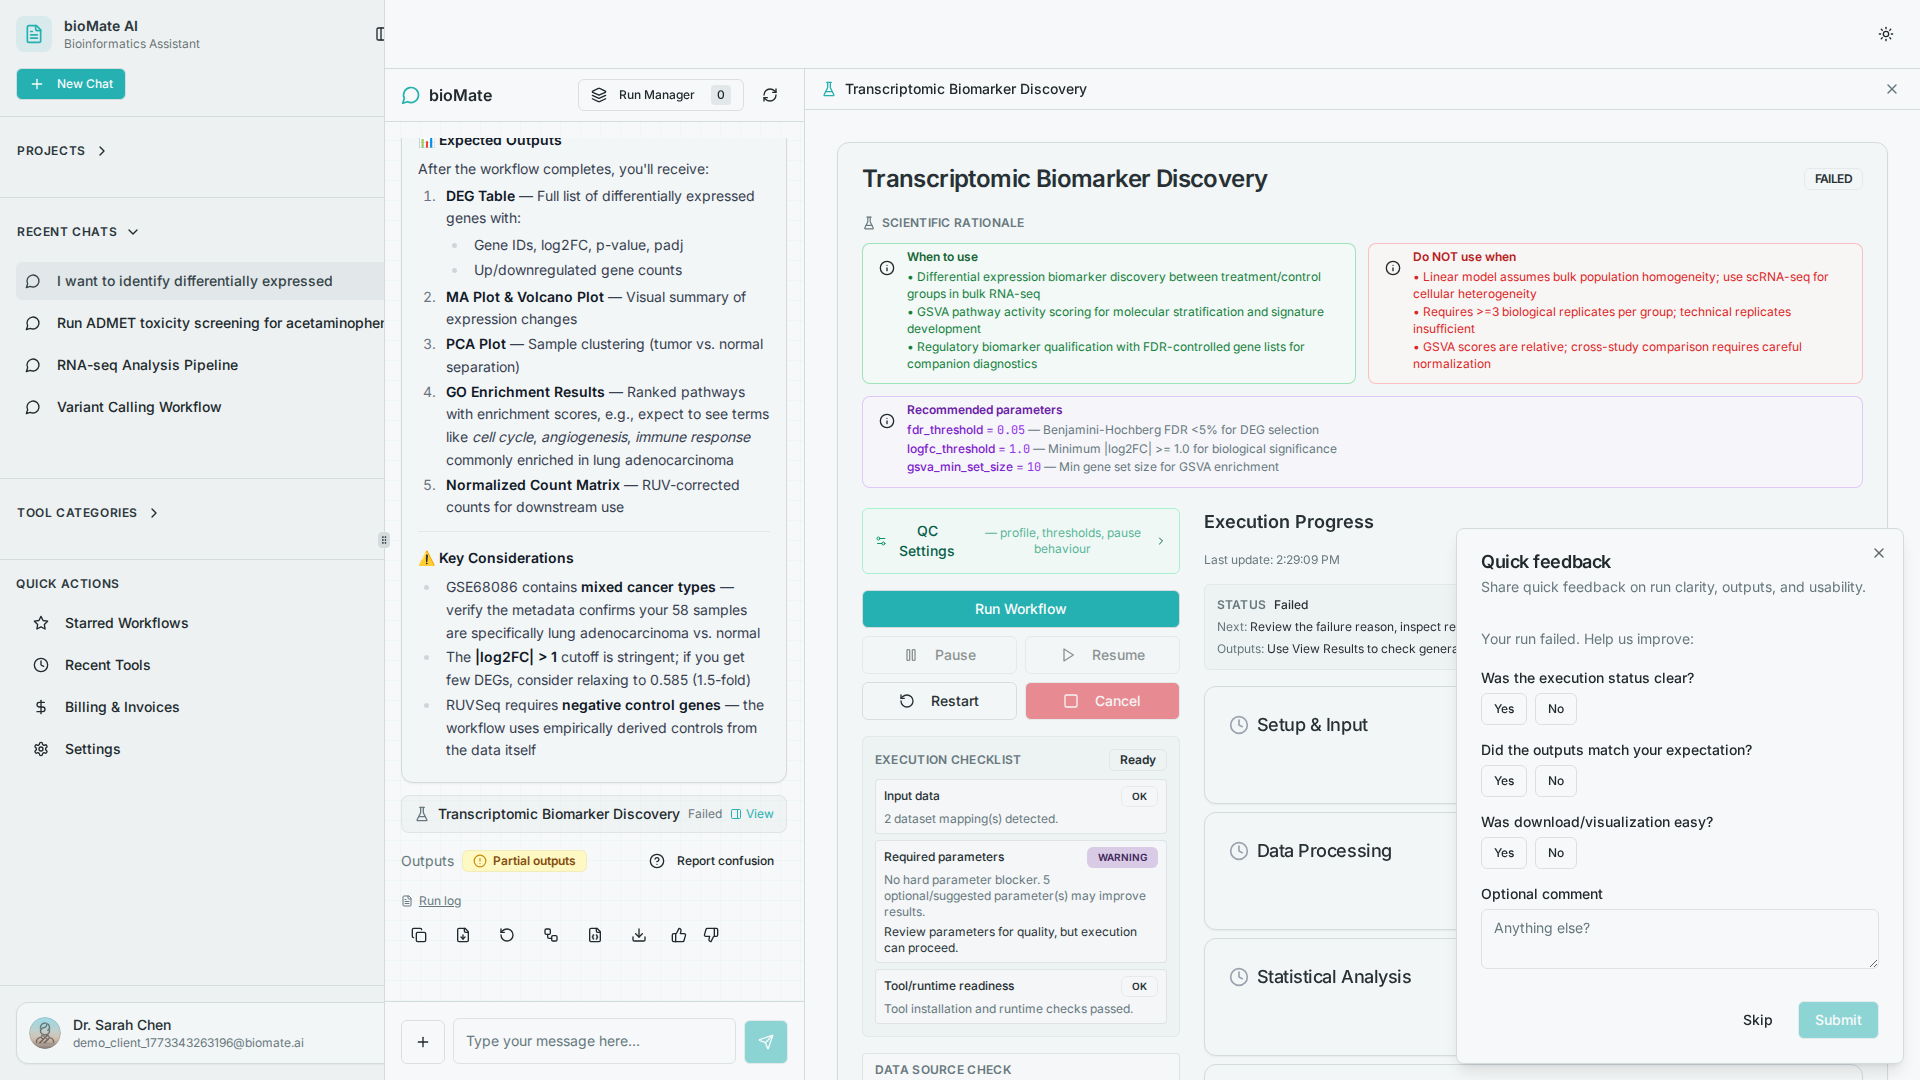 bioMate AI
Bioinformatics Assistant
New Chat
PROJECTS
RECENT CHATS
I want to identify differentially expressed
Run ADMET toxicity screening for acetaminophen
RNA-seq Analysis Pipeline
Variant Calling Workflow
TOOL CATEGORIES
QUICK ACTIONS
Starred Workflows
Recent Tools
Billing & Invoices
Settings
Dr. Sarah Chen
demo_client_1773343263196@biomate.ai
bioMate
Run Manager 0
📊 Expected Outputs
After the workflow completes, you'll receive:
1. DEG Table — Full list of differentially expressed
genes with:
• Gene IDs, log2FC, p-value, padj
• Up/downregulated gene counts
2. MA Plot & Volcano Plot — Visual summary of
expression changes
3. PCA Plot — Sample clustering (tumor vs. normal
separation)
4. GO Enrichment Results — Ranked pathways
with enrichment scores, e.g., expect to see terms
like cell cycle, angiogenesis, immune response
commonly enriched in lung adenocarcinoma
5. Normalized Count Matrix — RUV-corrected
counts for downstream use
⚠️ Key Considerations
• GSE68086 contains mixed cancer types —
verify the metadata confirms your 58 samples
are specifically lung adenocarcinoma vs. normal
• The |log2FC| > 1 cutoff is stringent; if you get
few DEGs, consider relaxing to 0.585 (1.5-fold)
• RUVSeq requires negative control genes — the
workflow uses empirically derived controls from
the data itself
Transcriptomic Biomarker Discovery Failed View
Outputs Partial outputs Report confusion
Run log
Type your message here...
Transcriptomic Biomarker Discovery
Transcriptomic Biomarker Discovery
FAILED
SCIENTIFIC RATIONALE
When to use
• Differential expression biomarker discovery between treatment/control
groups in bulk RNA-seq
• GSVA pathway activity scoring for molecular stratification and signature
development
• Regulatory biomarker qualification with FDR-controlled gene lists for
companion diagnostics
Do NOT use when
• Linear model assumes bulk population homogeneity; use scRNA-seq for
cellular heterogeneity
• Requires >=3 biological replicates per group; technical replicates
insufficient
• GSVA scores are relative; cross-study comparison requires careful
normalization
Recommended parameters
fdr_threshold = 0.05 — Benjamini-Hochberg FDR <5% for DEG selection
logfc_threshold = 1.0 — Minimum |log2FC| >= 1.0 for biological significance
gsva_min_set_size = 10 — Min gene set size for GSVA enrichment
QC
Settings
— profile, thresholds, pause
behaviour
Run Workflow
Pause
Resume
Restart
Cancel
EXECUTION CHECKLIST
Ready
Input data
OK
2 dataset mapping(s) detected.
Required parameters
WARNING
No hard parameter blocker. 5
optional/suggested parameter(s) may improve
results.
Review parameters for quality, but execution
can proceed.
Tool/runtime readiness
OK
Tool installation and runtime checks passed.
DATA SOURCE CHECK
Execution Progress
Last update: 2:29:09 PM
STATUS Failed
Next: Review the failure reason, inspect re
Outputs: Use View Results to check genera
Setup & Input
Data Processing
Statistical Analysis
Quick feedback
Share quick feedback on run clarity, outputs, and usability.
Your run failed. Help us improve:
Was the execution status clear?
Yes
No
Did the outputs match your expectation?
Yes
No
Was download/visualization easy?
Yes
No
Optional comment
Anything else?
Skip
Submit